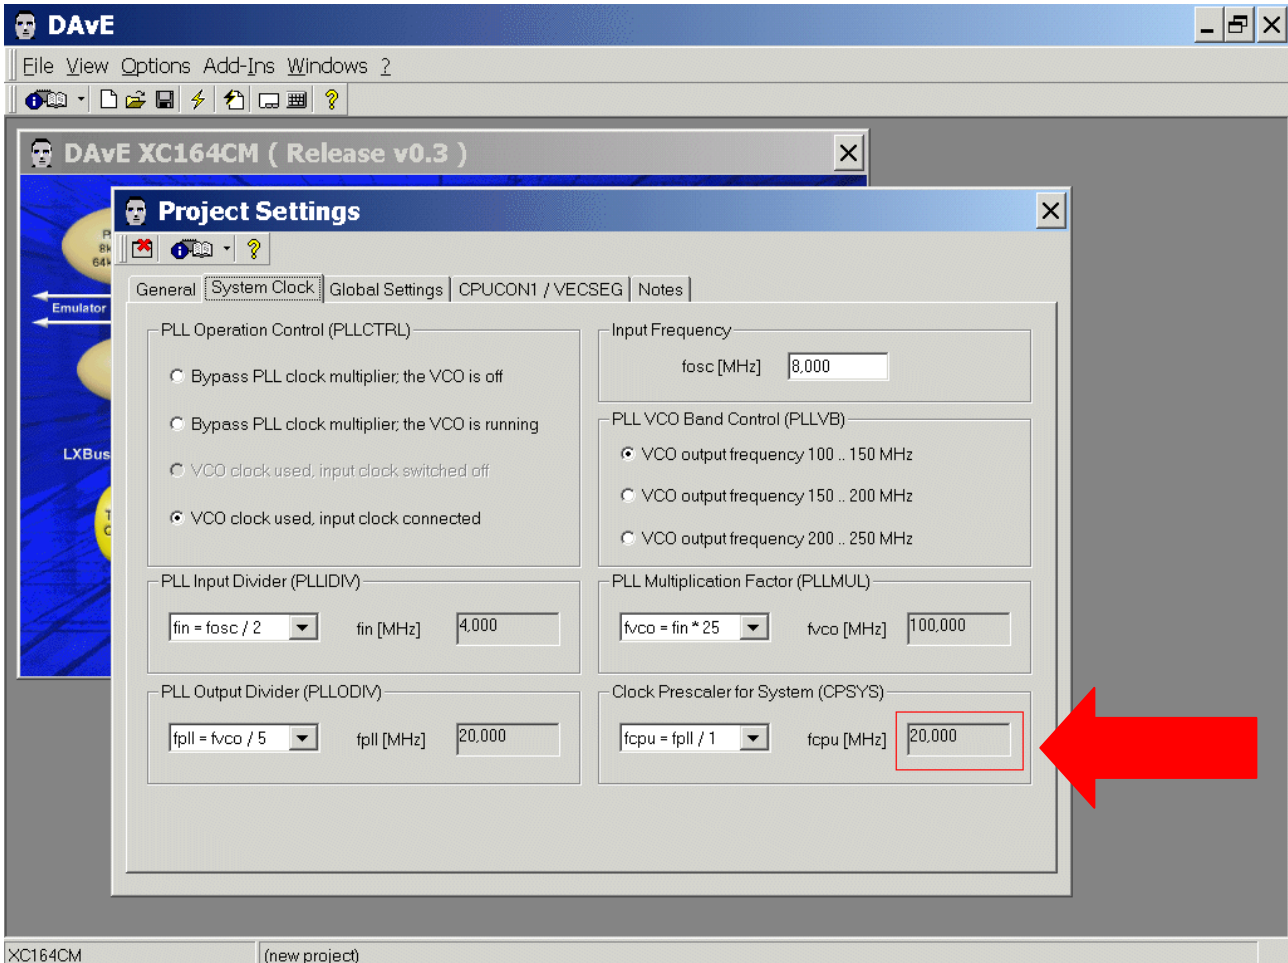 DAvE
File View Options Add-Ins Windows ?
DAvE XC164CM ( Release v0.3 )
Project Settings
8k
64k
Emulator
LXBus
General System Clock Global Settings CPUCON1 / VECSEG Notes
PLL Operation Control (PLLCTRL)
Bypass PLL clock multiplier; the VCO is off
Bypass PLL clock multiplier; the VCO is running
VCO clock used, input clock switched off
VCO clock used, input clock connected
Input Frequency
fosc [MHz] 8,000
PLL VCO Band Control (PLLVB)
VCO output frequency 100 .. 150 MHz
VCO output frequency 150 .. 200 MHz
VCO output frequency 200 .. 250 MHz
PLL Input Divider (PLLIDIV)
fin = fosc / 2 fin [MHz] 4,000
PLL Multiplication Factor (PLLMUL)
fvco = fin * 25 fvco [MHz] 100,000
PLL Output Divider (PLLODIV)
fpll = fvco / 5 fpll [MHz] 20,000
Clock Prescaler for System (CPSYS)
fcpu = fpll / 1 fcpu [MHz] 20,000
XC164CM (new project)